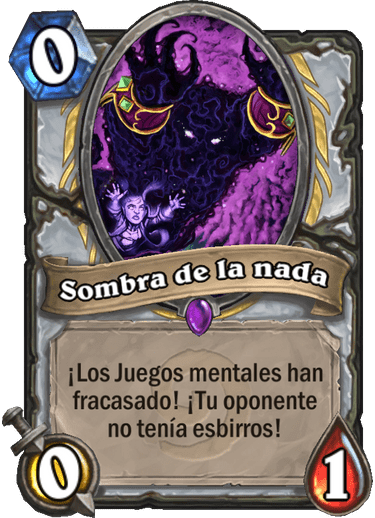 0
Sombra de la nada
¡Los Juegos mentales han
fracasado! ¡Tu oponente
no tenía esbirros!
0
1